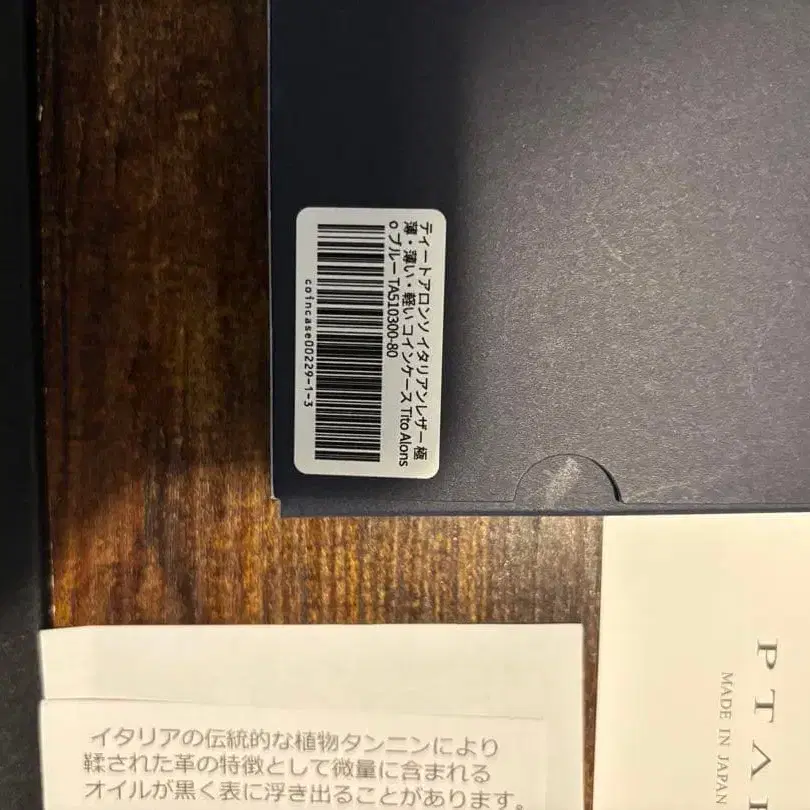 ティートアロンソ イタリアンレザー 極
薄・薄い・軽い コインケース Tito Alons
o ブルー TA510300-80
coincase00229-1-3
MADE IN JAPAN
イタリアの伝統的な植物タンニンにより
鞣された革の特徴として微量に含まれる
オイルが黒く表に浮き出ることがあります。